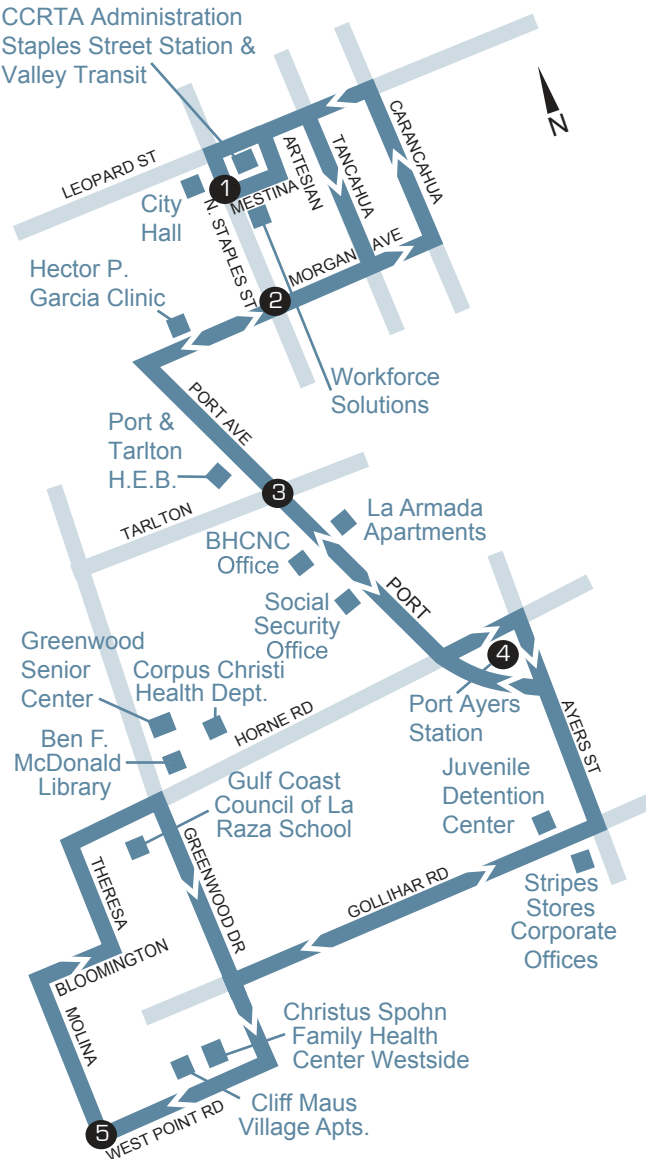 CCRTA Administration
Staples Street Station &
Valley Transit
N
LEOPARD ST
CARANCAHUA
TANCAHUA
ARTESIAN
1
MESTINA
City
Hall
N. STAPLES ST
MORGAN AVE
Hector P.
Garcia Clinic
2
Workforce
Solutions
PORT AVE
Port &
Tarlton
H.E.B.
3
TARLTON
La Armada
Apartments
BHCNC
Office
PORT
Social
Security
Office
4
Greenwood
Senior
Center
Corpus Christi
Health Dept.
HORNE RD
Port Ayers
Station
AYERS ST
Ben F.
McDonald
Library
Juvenile
Detention
Center
Gulf Coast
Council of La
Raza School
THERESA
GREENWOOD DR
GOLLIHAR RD
Stripes
Stores
Corporate
Offices
BLOOMINGTON
MOLINA
Christus Spohn
Family Health
Center Westside
Cliff Maus
Village Apts.
5
WEST POINT RD